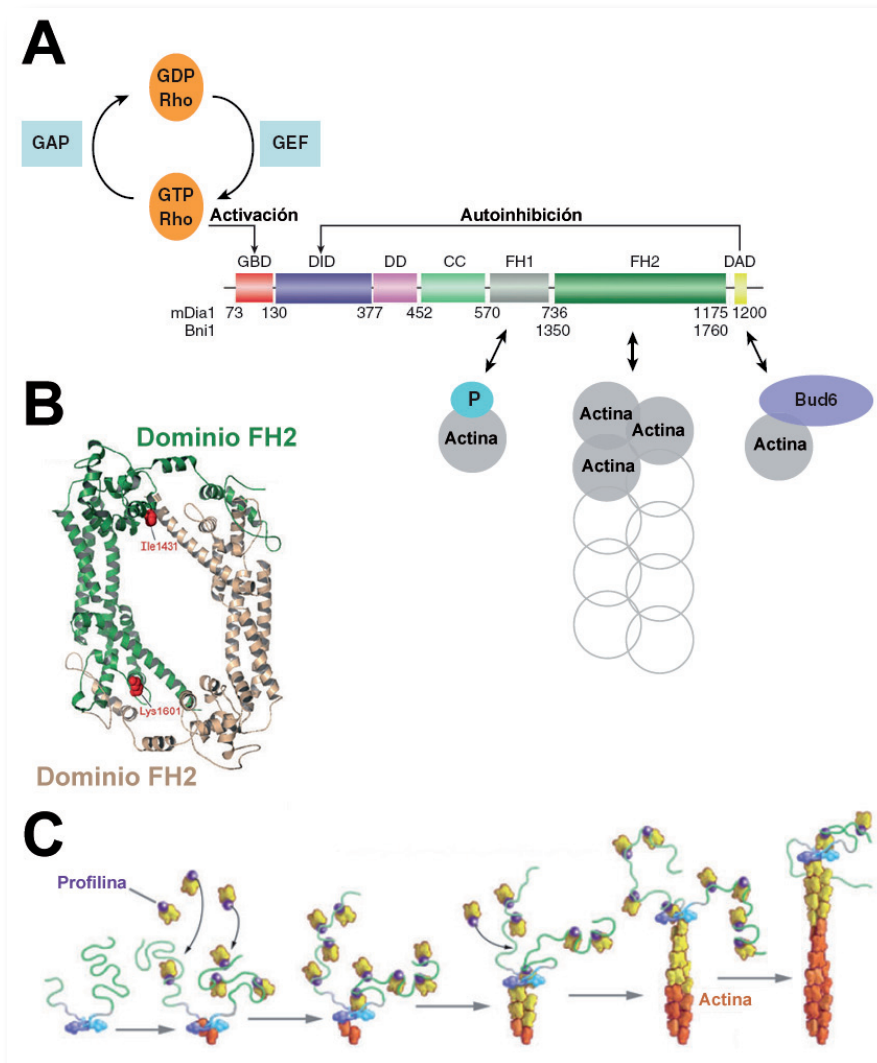 A
GDP
Rho
GAP
GEF
GTP
Rho
Activación
Autoinhibición
GBD DID DD CC FH1 FH2 DAD
mDia1 73 130 377 452 570 736 1175 1200
Bni1 1350 1760
P
Actina
Actina
Actina
Actina
Bud6
Actina
B
Dominio FH2
Ile1431
Lys1601
Dominio FH2
C
Profilina
Actina